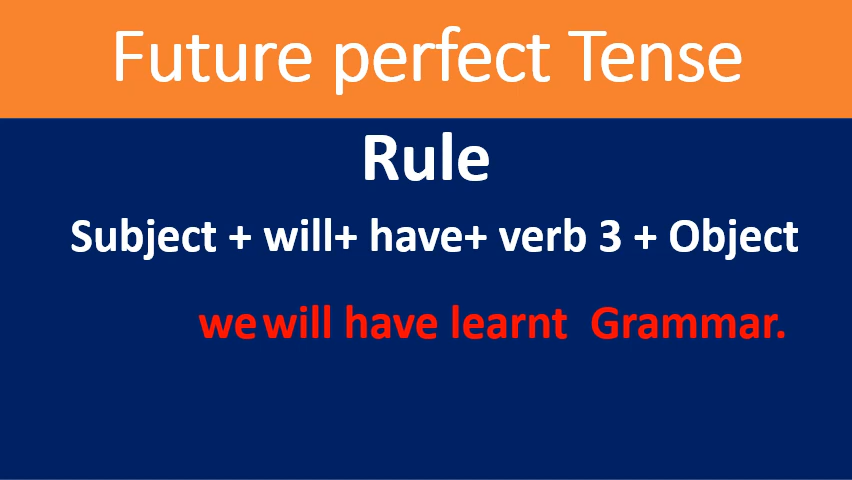 Future perfect Tense
Rule
Subject + will+ have+ verb 3 + Object
we will have learnt Grammar.